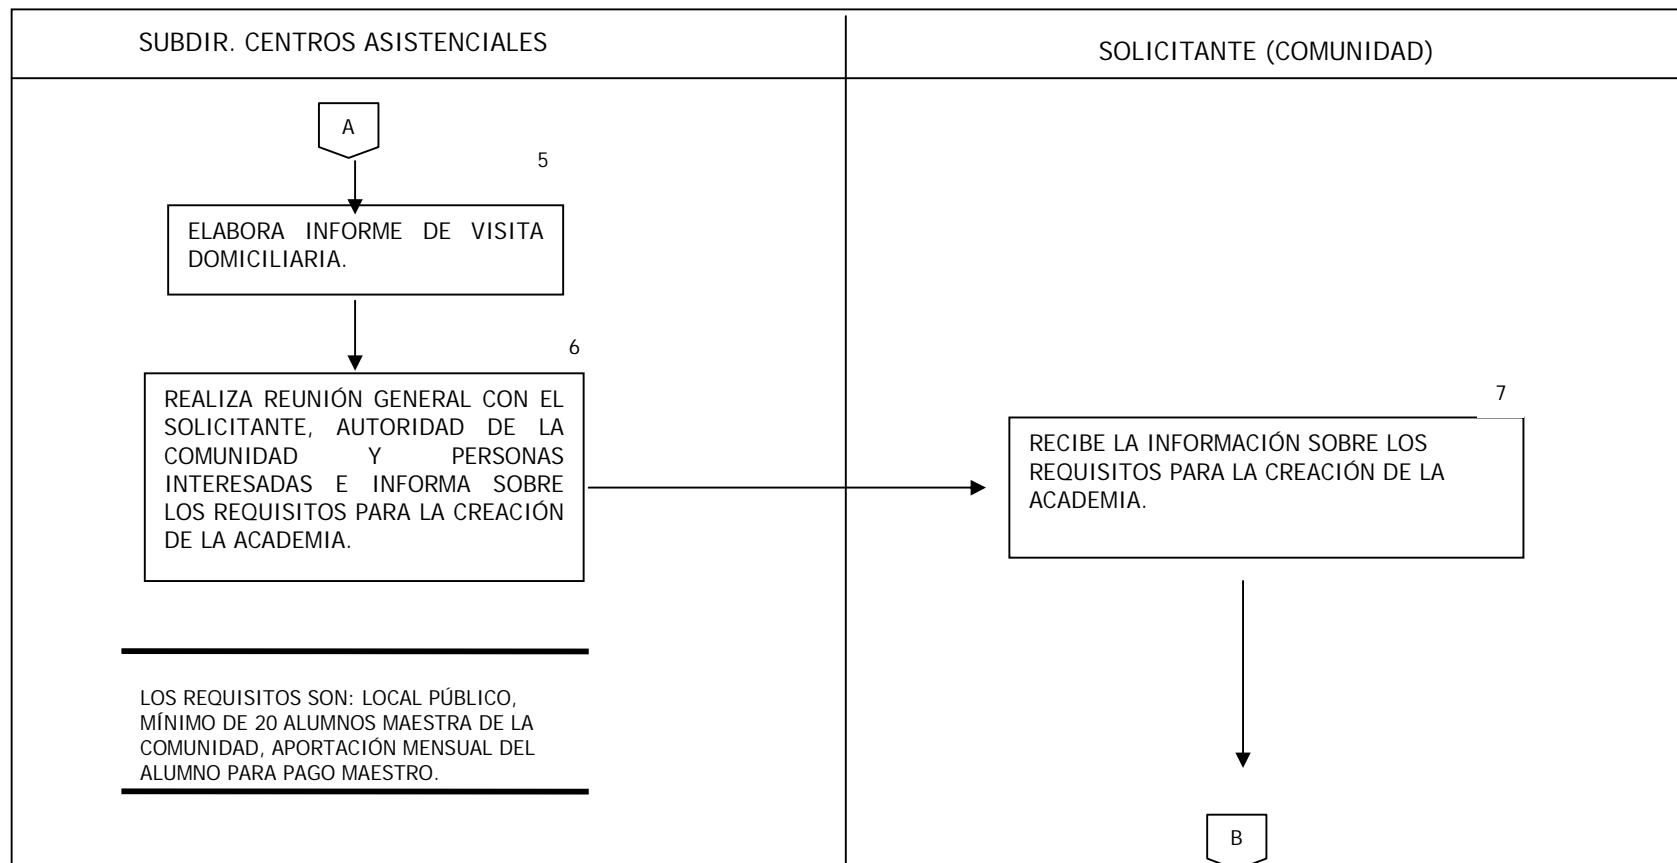 SUBDIR. CENTROS ASISTENCIALES
SOLICITANTE (COMUNIDAD)
A
5
ELABORA INFORME DE VISITA
DOMICILIARIA.
6
REALIZA REUNIÓN GENERAL CON EL
SOLICITANTE, AUTORIDAD DE LA
COMUNIDAD Y PERSONAS
INTERESADAS E INFORMA SOBRE
LOS REQUISITOS PARA LA CREACIÓN
DE LA ACADEMIA.
7
RECIBE LA INFORMACIÓN SOBRE LOS
REQUISITOS PARA LA CREACIÓN DE LA
ACADEMIA.
LOS REQUISITOS SON: LOCAL PÚBLICO,
MÍNIMO DE 20 ALUMNOS MAESTRA DE LA
COMUNIDAD, APORTACIÓN MENSUAL DEL
ALUMNO PARA PAGO MAESTRO.
B